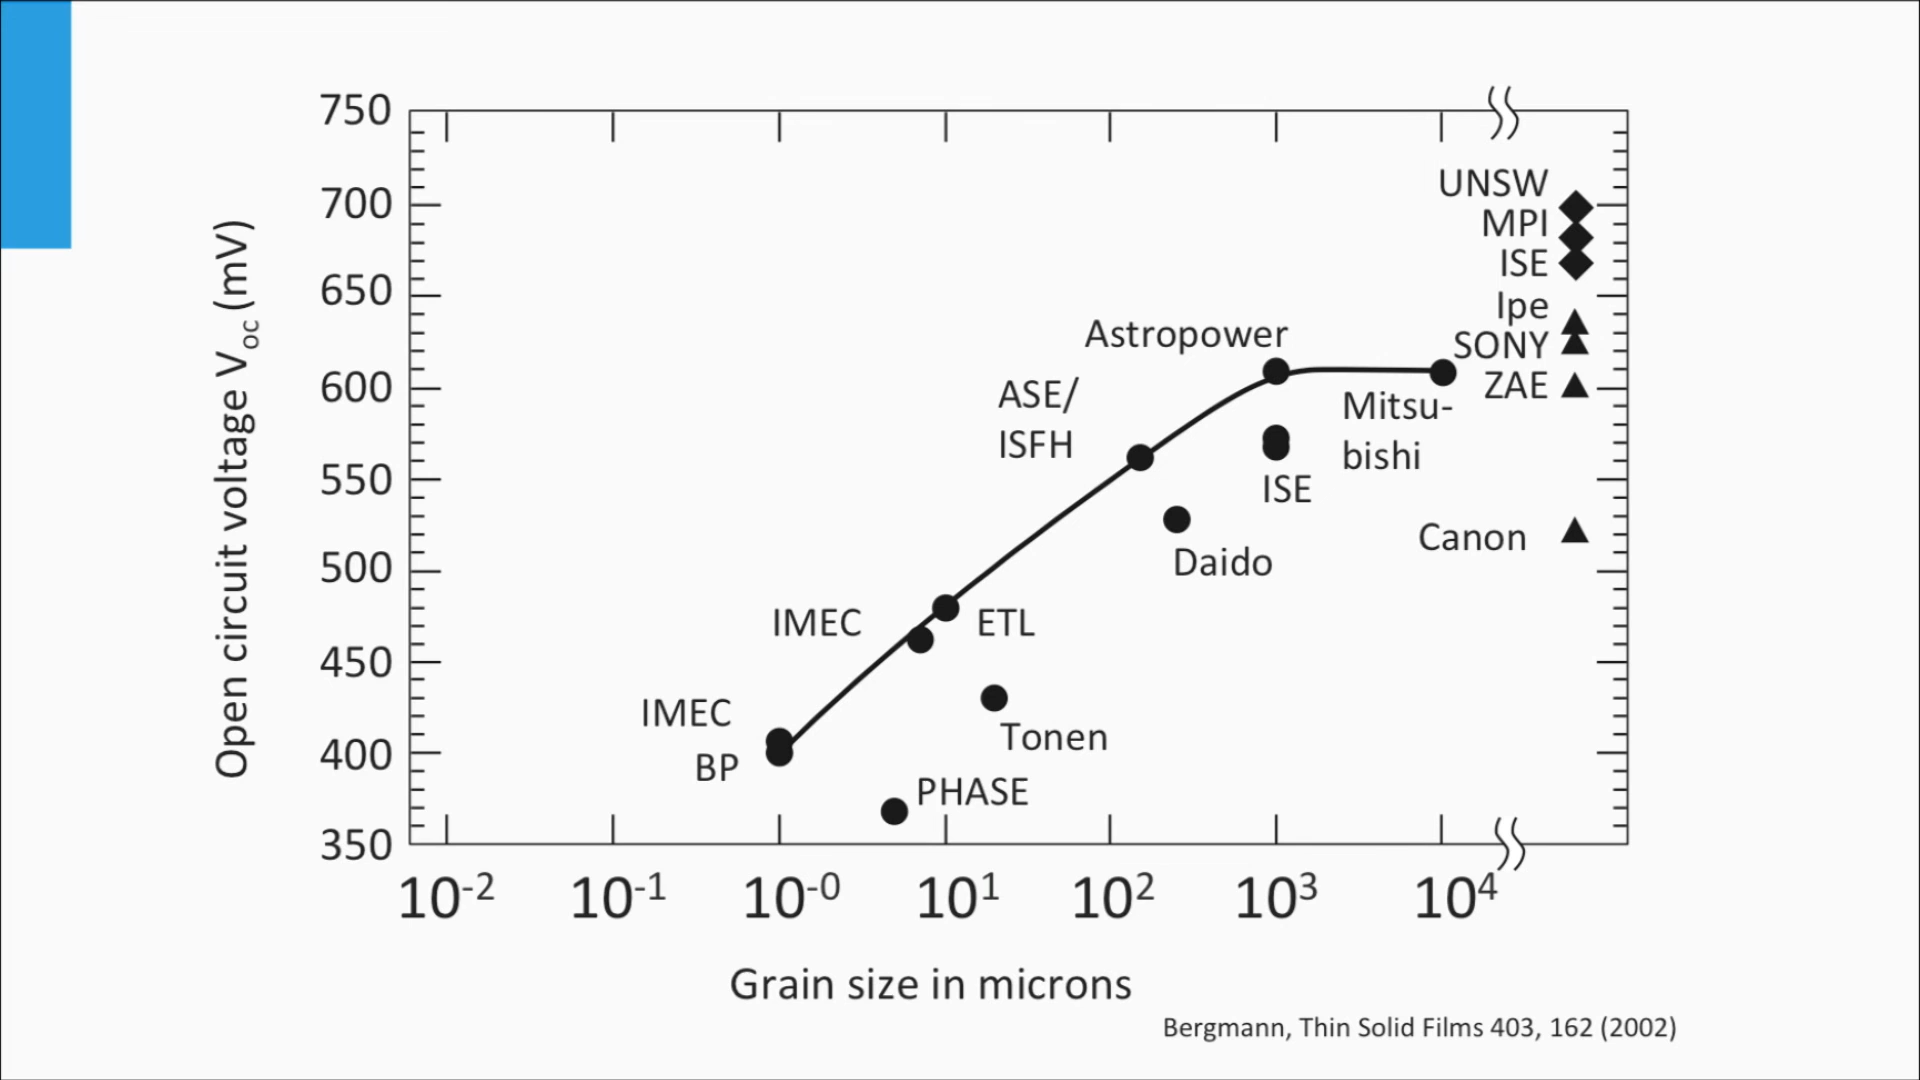 750
700
650
600
550
500
450
400
350
Open circuit voltage Voc (mV)
UNSW
MPI
ISE
Ipe
SONY
ZAE
Astropower
ASE/
ISFH
Mitsu-
bishi
ISE
Canon
Daido
IMEC
ETL
IMEC
BP
Tonen
PHASE
10-2
10-1
10-0
101
102
103
104
Grain size in microns
Bergmann, Thin Solid Films 403, 162 (2002)